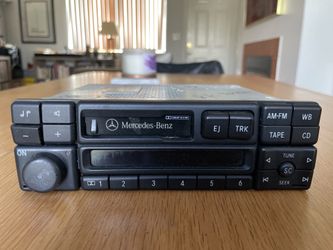 Mercedes-Benz
EJ
TRK
AM-FM
WB
TAPE
CD
− +
ON
TUNE
SC
SEEK
1 2 3 4 5 6